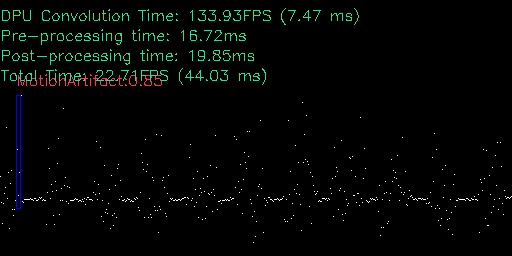 DPU Convolution Time: 133.93FPS (7.47 ms)
Pre-processing time: 16.72ms
Post-processing time: 19.85ms
Total Time: 22.71FPS (44.03 ms)
MotionArtifact:0.85